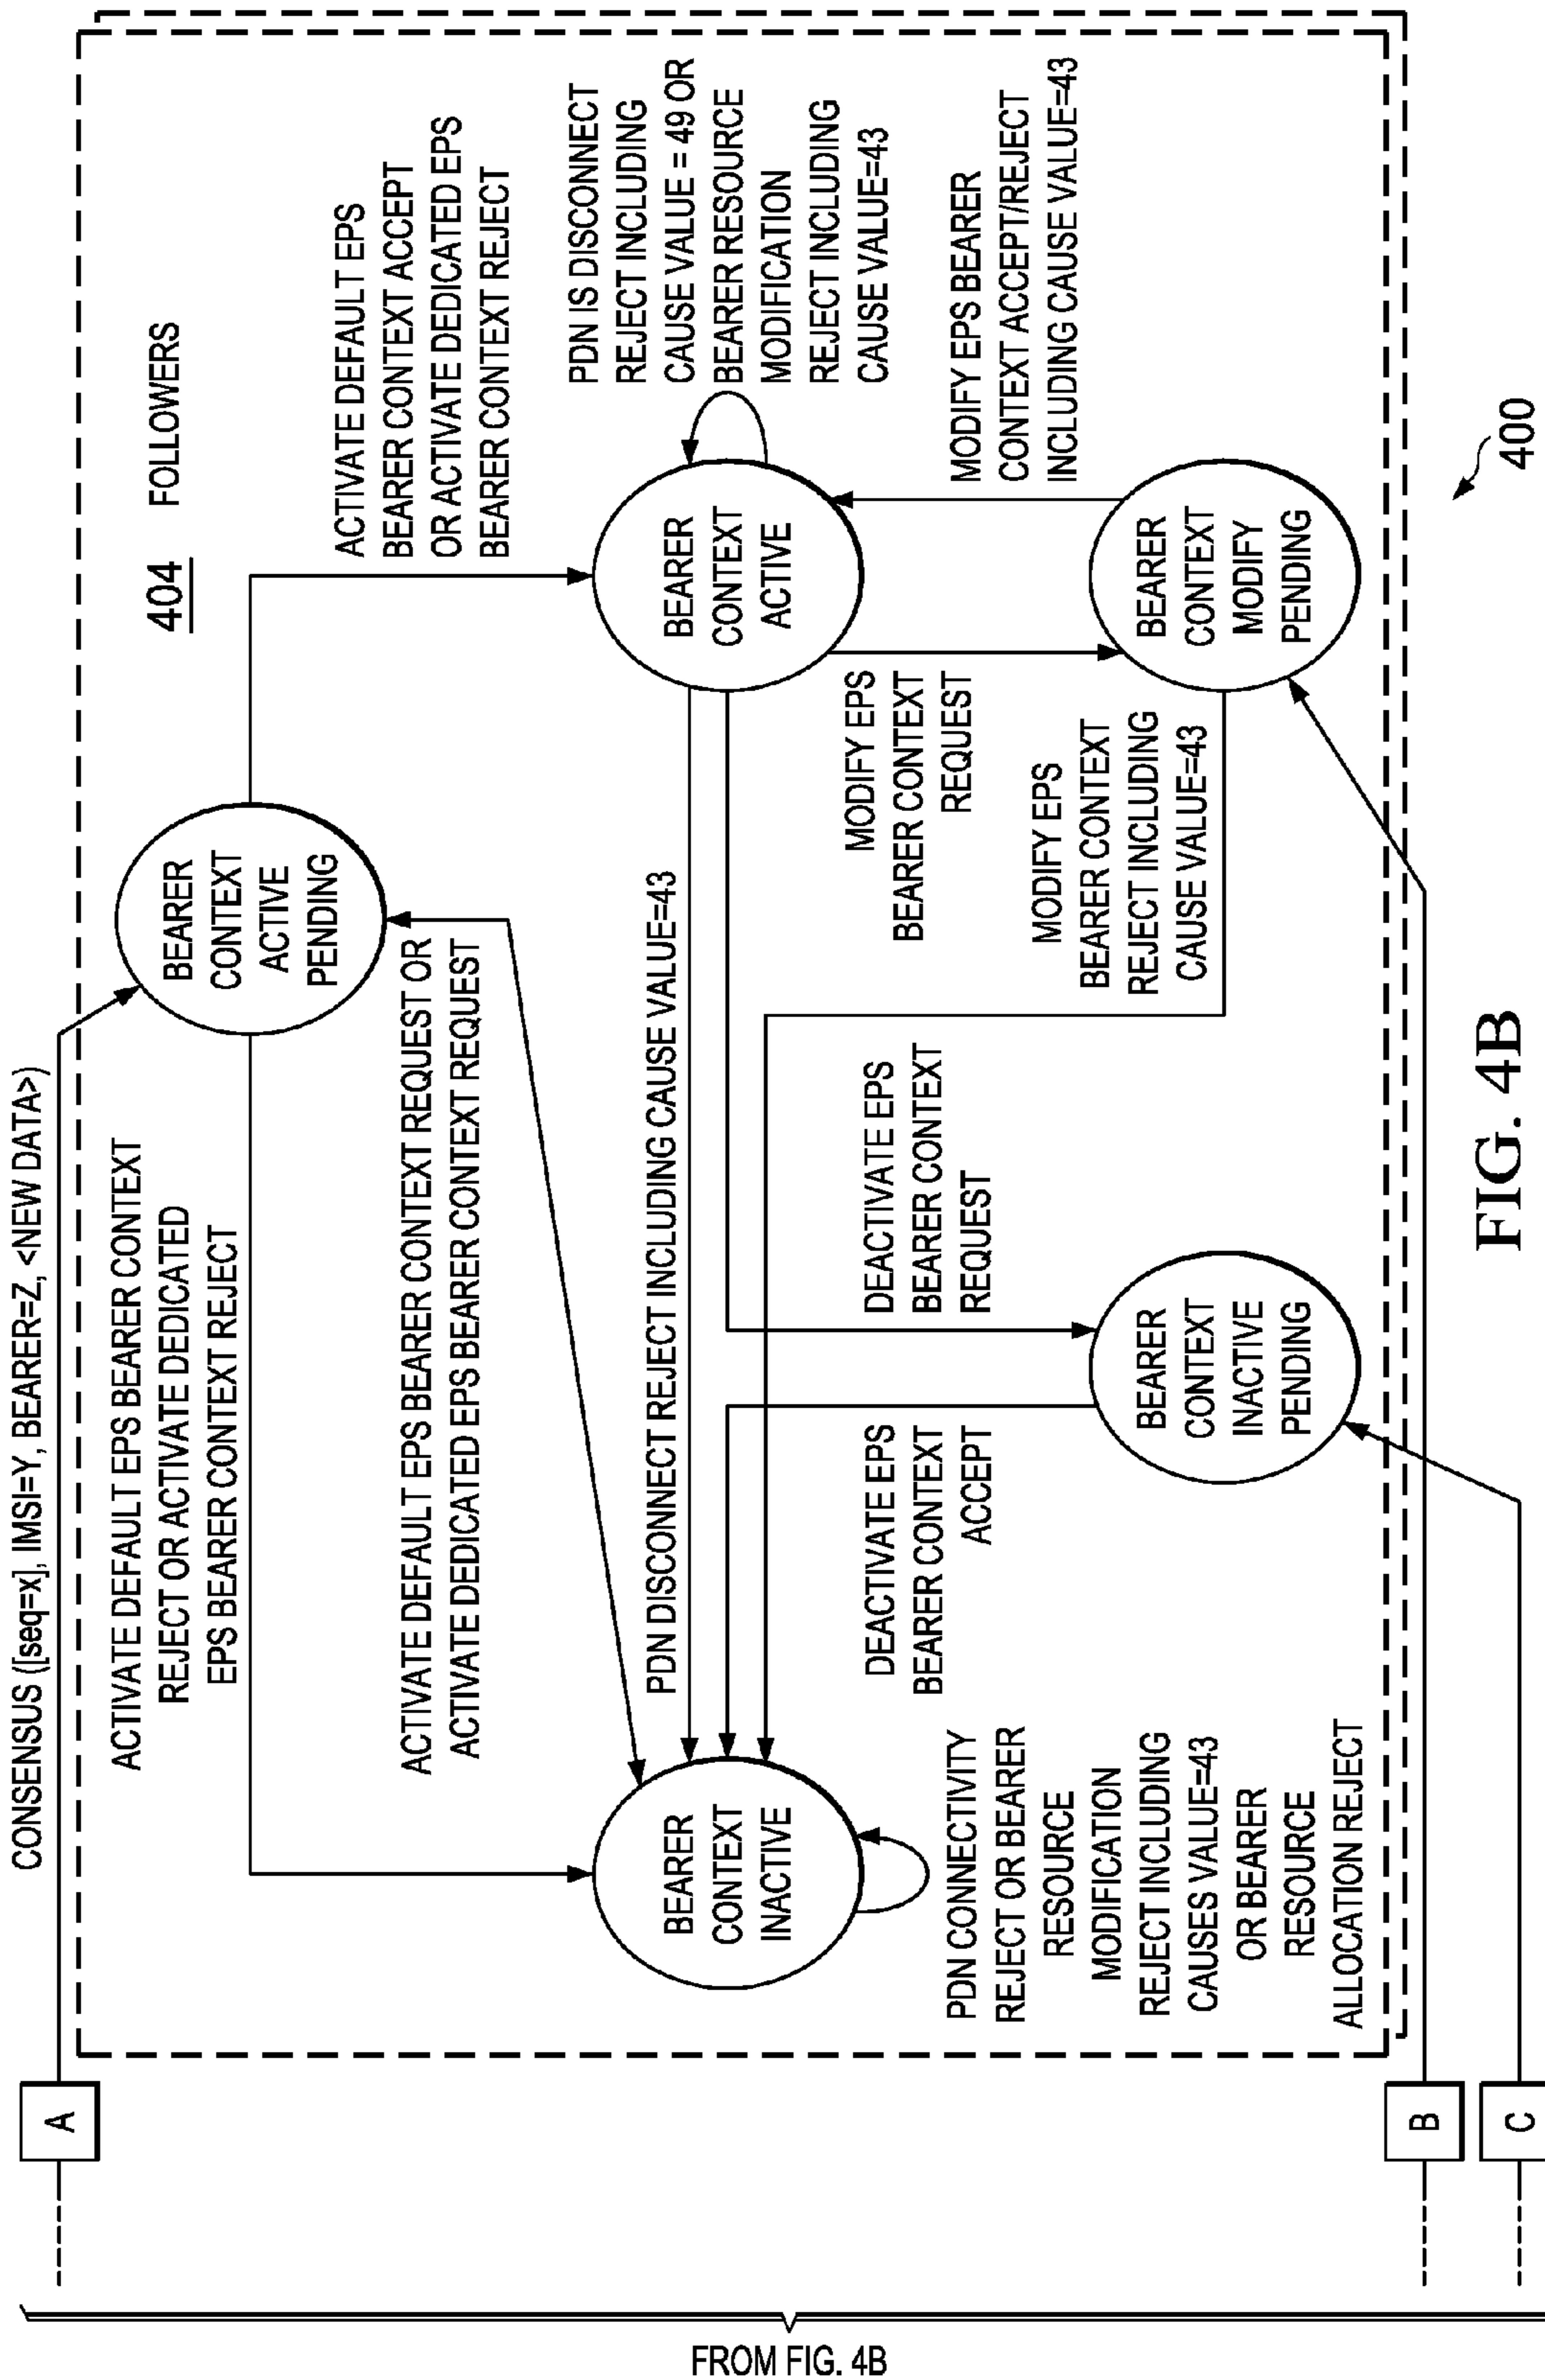 CONSENSUS ([seq=x], IMSI=Y, BEARER=Z, <NEW DATA>)
A
404
FOLLOWERS
BEARER
CONTEXT
ACTIVE
PENDING
ACTIVATE DEFAULT EPS BEARER CONTEXT
REJECT OR ACTIVATE DEDICATED
EPS BEARER CONTEXT REJECT
ACTIVATE DEFAULT EPS
BEARER CONTEXT ACCEPT
OR ACTIVATE DEDICATED EPS
BEARER CONTEXT REJECT
ACTIVATE DEFAULT EPS BEARER CONTEXT REQUEST OR
ACTIVATE DEDICATED EPS BEARER CONTEXT REQUEST
PDN DISCONNECT REJECT INCLUDING CAUSE VALUE=43
BEARER
CONTEXT
INACTIVE
BEARER
CONTEXT
ACTIVE
PDN IS DISCONNECT
REJECT INCLUDING
CAUSE VALUE = 49 OR
BEARER RESOURCE
MODIFICATION
REJECT INCLUDING
CAUSE VALUE=43
DEACTIVATE EPS
BEARER CONTEXT
ACCEPT
DEACTIVATE EPS
BEARER CONTEXT
REQUEST
MODIFY EPS
BEARER CONTEXT
REQUEST
MODIFY EPS BEARER
CONTEXT ACCEPT/REJECT
INCLUDING CAUSE VALUE=43
MODIFY EPS
BEARER CONTEXT
REJECT INCLUDING
CAUSE VALUE=43
PDN CONNECTIVITY
REJECT OR BEARER
RESOURCE
MODIFICATION
REJECT INCLUDING
CAUSES VALUE=43
OR BEARER
RESOURCE
ALLOCATION REJECT
BEARER
CONTEXT
INACTIVE
PENDING
BEARER
CONTEXT
MODIFY
PENDING
B
C
FROM FIG. 4B
400
FIG. 4B